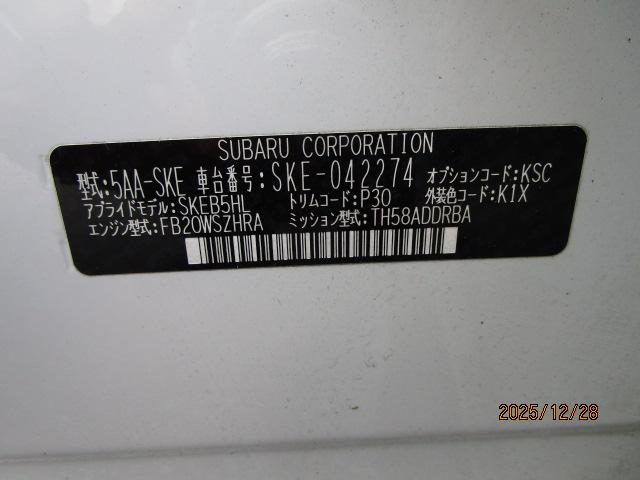 SUBARU CORPORATION
型式:5AA-SKE 車台番号:SKE-042274 オプションコード:KSC
アプライドモデル:SKEB5HL トリムコード:P30 外装色コード:K1X
エンジン型式:FB20WSZHRA ミッション型式:TH58ADDRBA
2025/12/28